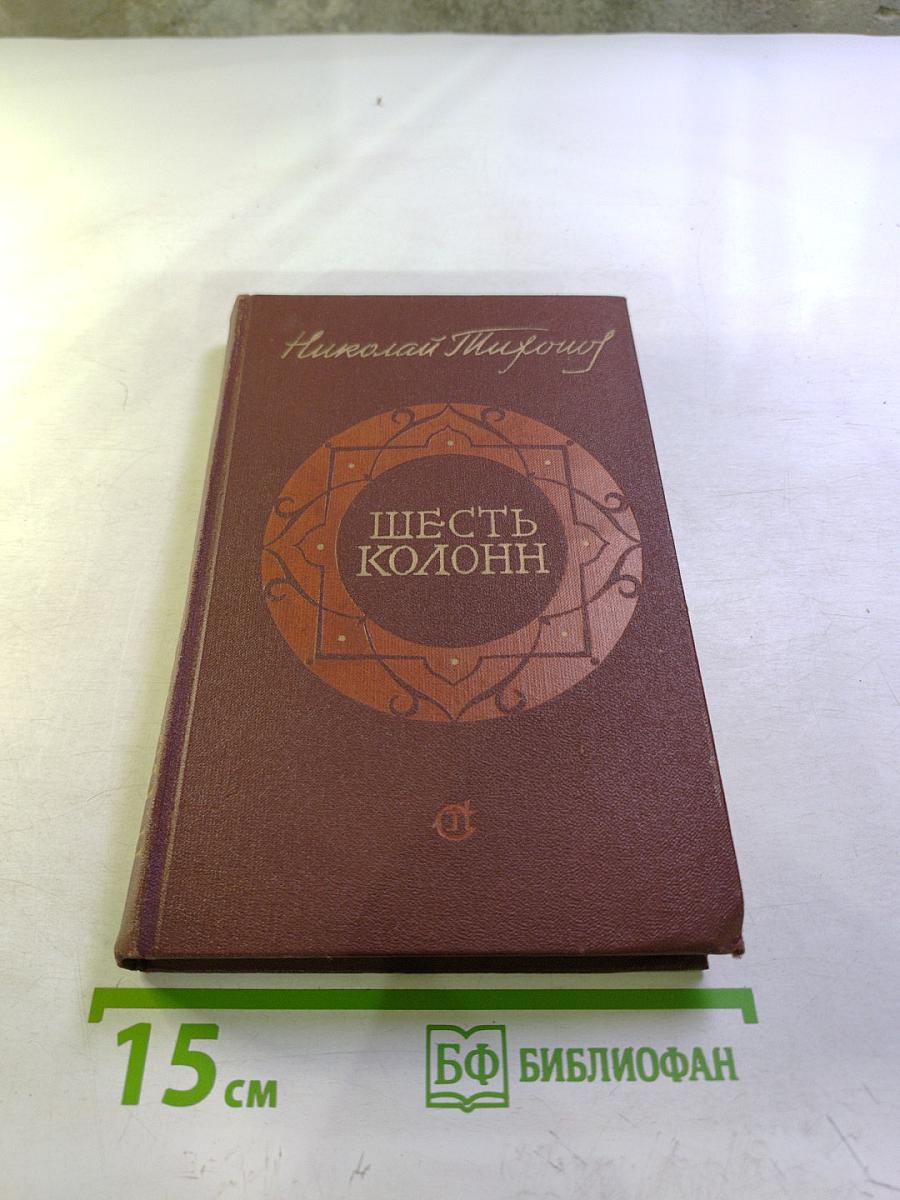 Николай Тихонов
ШЕСТЬ
КОЛОНН
15 см
БФ БИБЛИОФАН